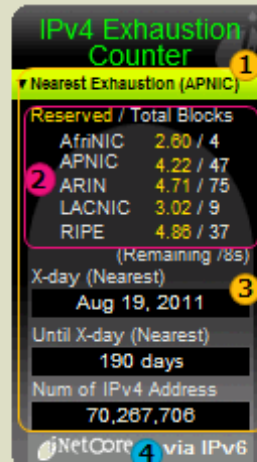 IPv4 Exhaustion
Counter
1
▼Nearest Exhaustion (APNIC)
Reserved / Total Blocks
AfriNIC 2.60 / 4
APNIC 4.22 / 47
2
ARIN 4.71 / 75
LACNIC 3.02 / 9
RIPE 4.86 / 37
(Remaining /8s)
X-day (Nearest)
3
Aug 19, 2011
Until X-day (Nearest)
190 days
Num of IPv4 Address
70,267,706
iNetCore 4 via IPv6